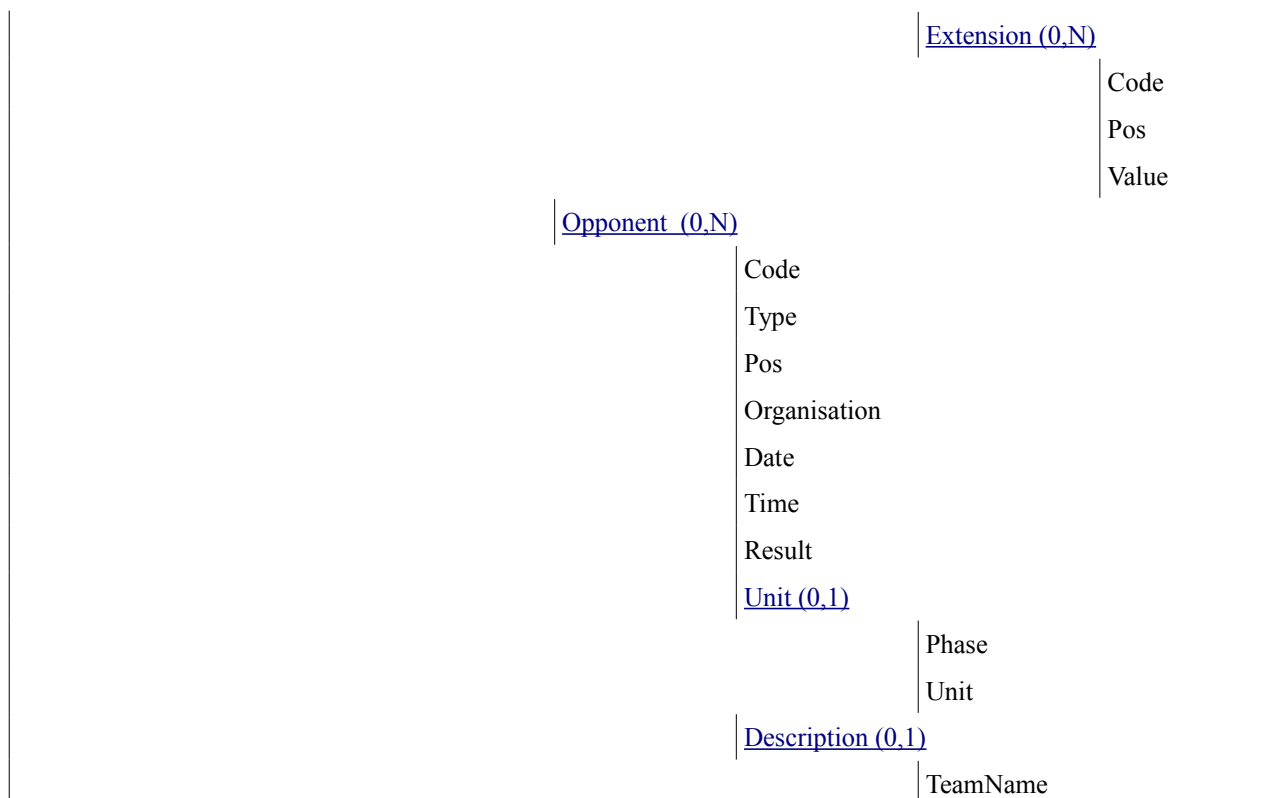 Extension (0,N)
Code
Pos
Value
Opponent (0,N)
Code
Type
Pos
Organisation
Date
Time
Result
Unit (0,1)
Phase
Unit
Description (0,1)
TeamName